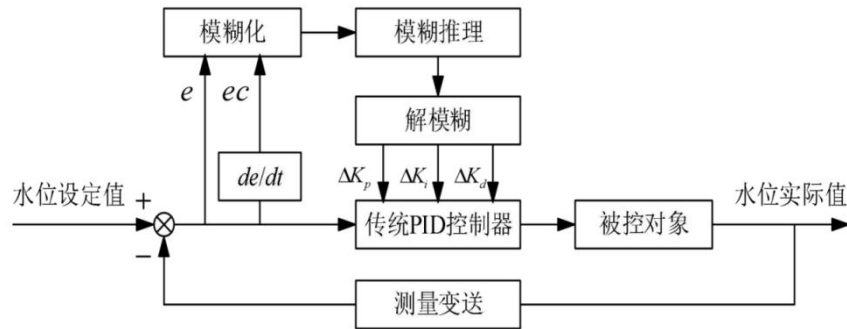 模糊化
模糊推理
e
ec
解模糊
de/dt
ΔKp
ΔKi
ΔKd
水位设定值
+
水位实际值
传统PID控制器
被控对象
−
测量变送